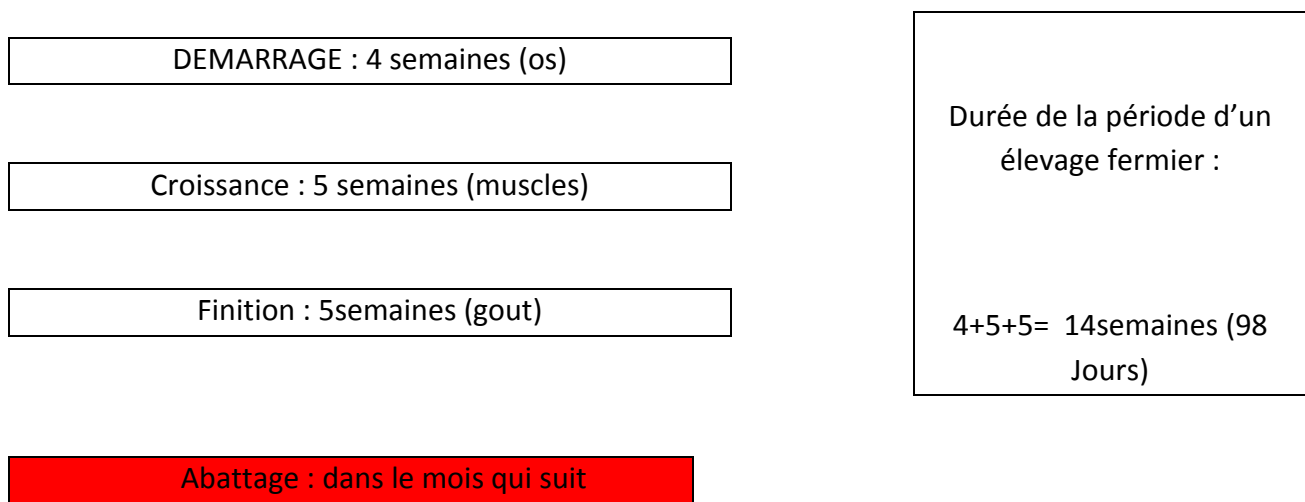 DEMARRAGE : 4 semaines (os)
Croissance : 5 semaines (muscles)
Finition : 5semaines (gout)
Abattage : dans le mois qui suit
Durée de la période d’un
élevage fermier :
4+5+5= 14semaines (98
Jours)